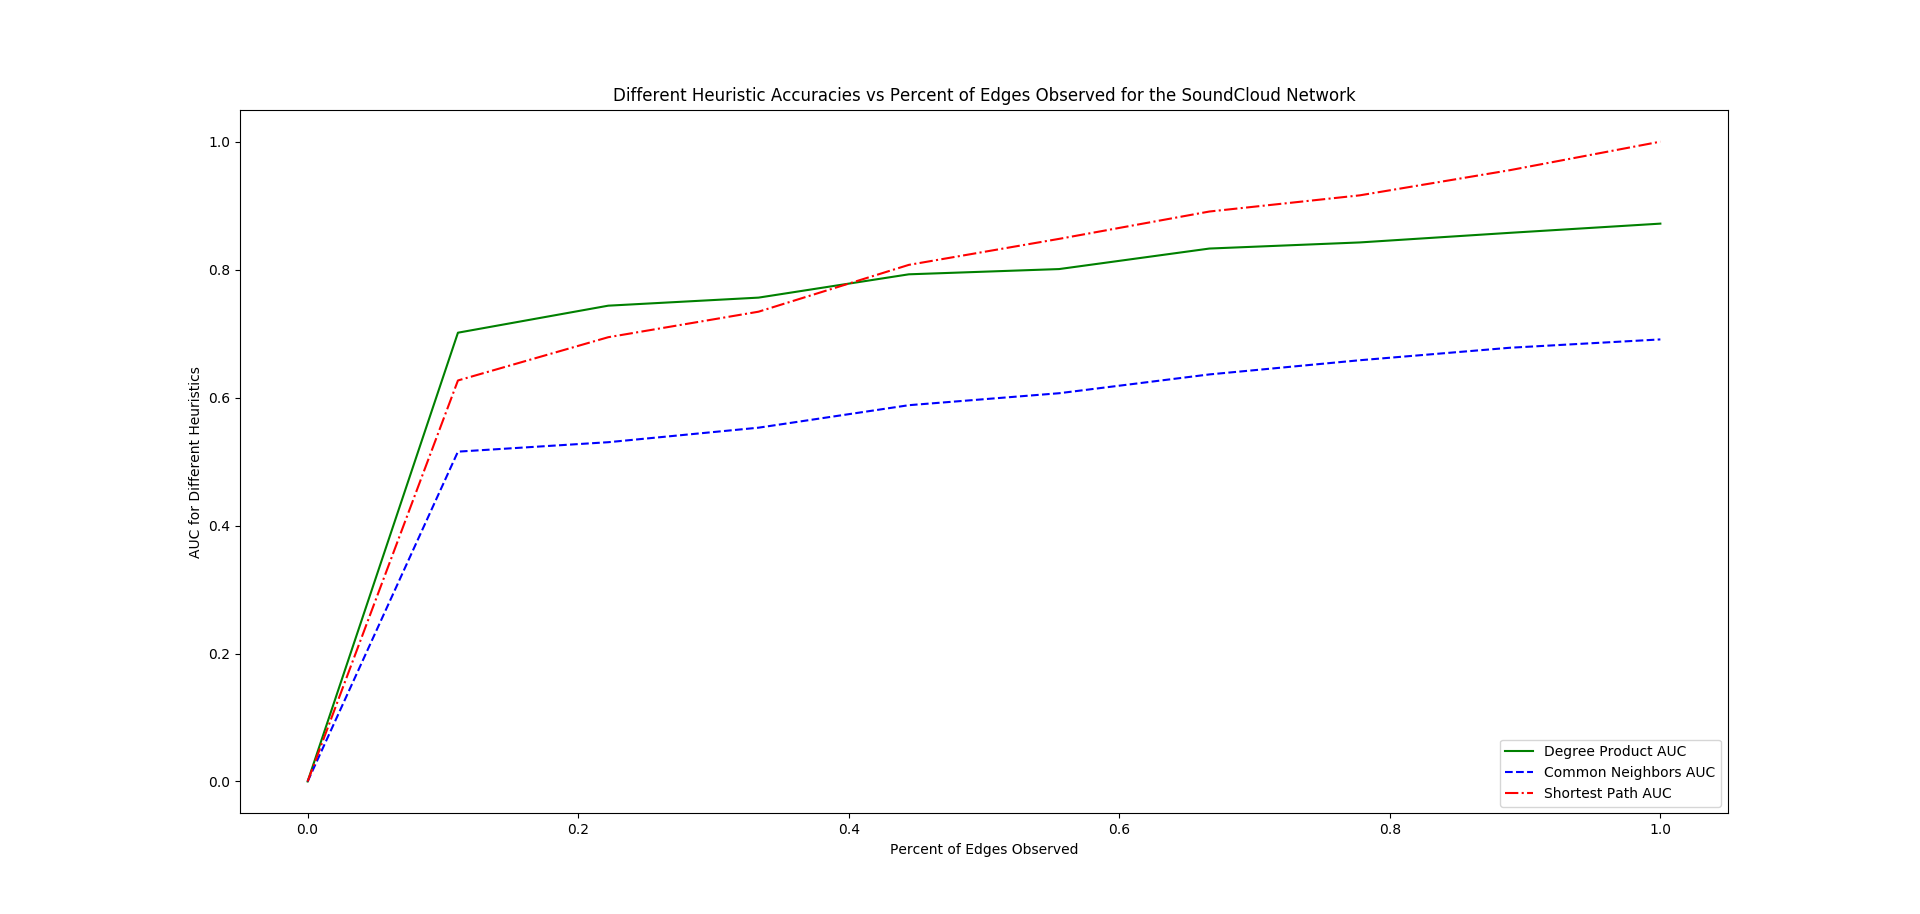 Different Heuristic Accuracies vs Percent of Edges Observed for the SoundCloud Network
AUC for Different Heuristics
1.0
0.8
0.6
0.4
0.2
0.0
0.0
0.2
0.4
0.6
0.8
1.0
Percent of Edges Observed
Degree Product AUC
Common Neighbors AUC
Shortest Path AUC